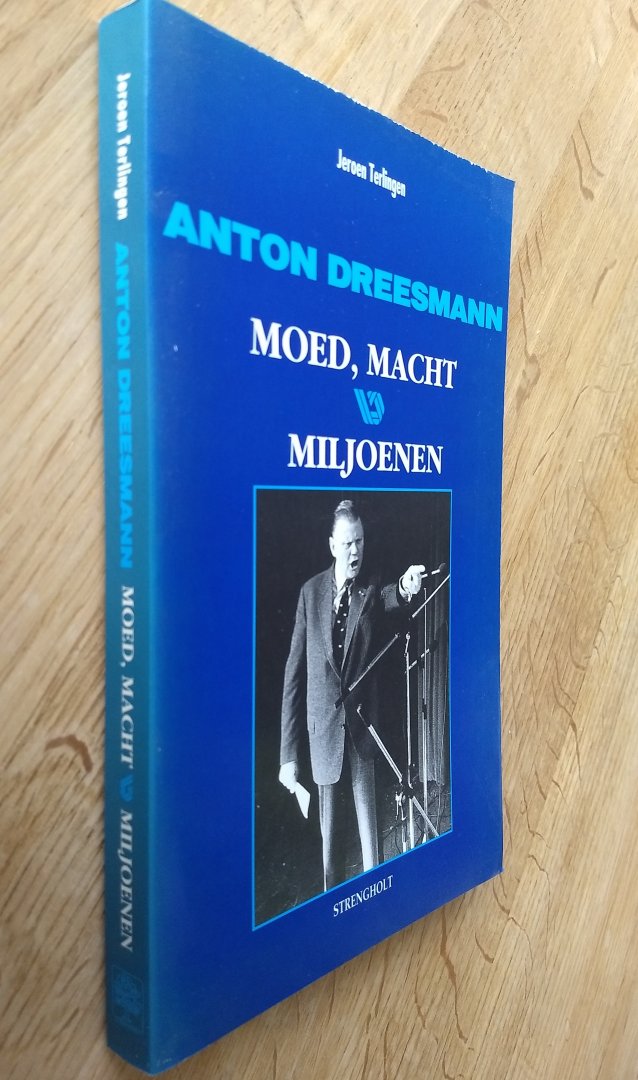 Jeroen Terlingen
ANTON DREESMANN
MOED, MACHT
MILJOENEN
STRENGHOLT
Jeroen Terlingen ANTON DREESMANN MOED, MACHT MILJOENEN